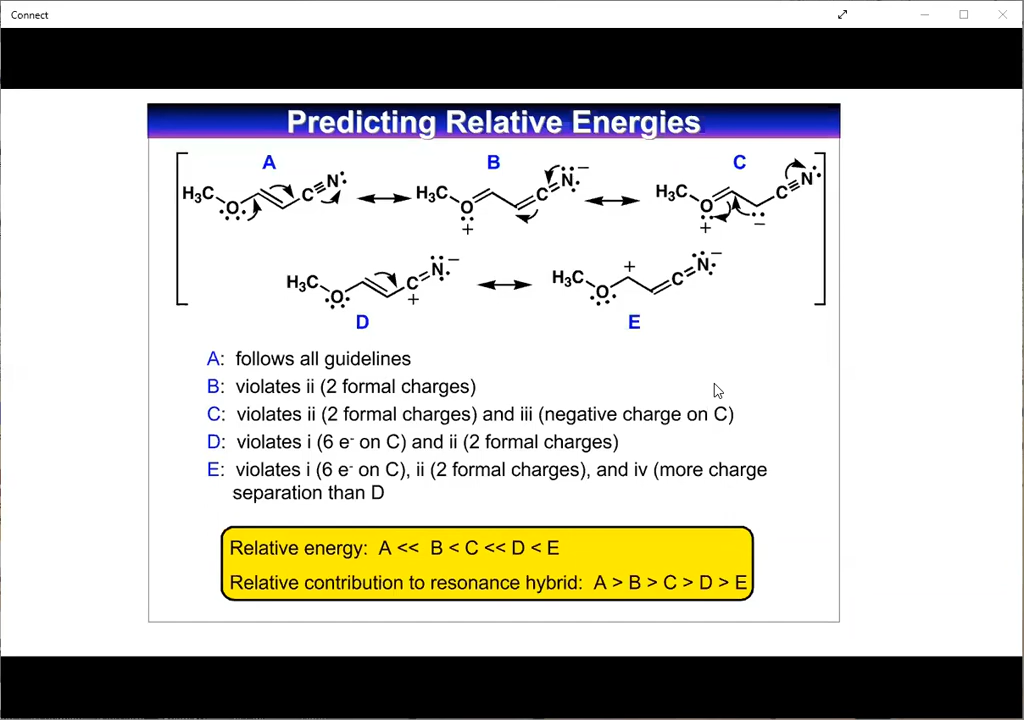 Connect
Predicting Relative Energies
A B C
H₃C O C≡N: H₃C O + C=N: − H₃C O + − C≡N:
H₃C O C + =N: − H₃C O + C=N: −
D E
A: follows all guidelines
B: violates ii (2 formal charges)
C: violates ii (2 formal charges) and iii (negative charge on C)
D: violates i (6 e⁻ on C) and ii (2 formal charges)
E: violates i (6 e⁻ on C), ii (2 formal charges), and iv (more charge
separation than D
Relative energy: A << B < C << D < E
Relative contribution to resonance hybrid: A > B > C > D > E